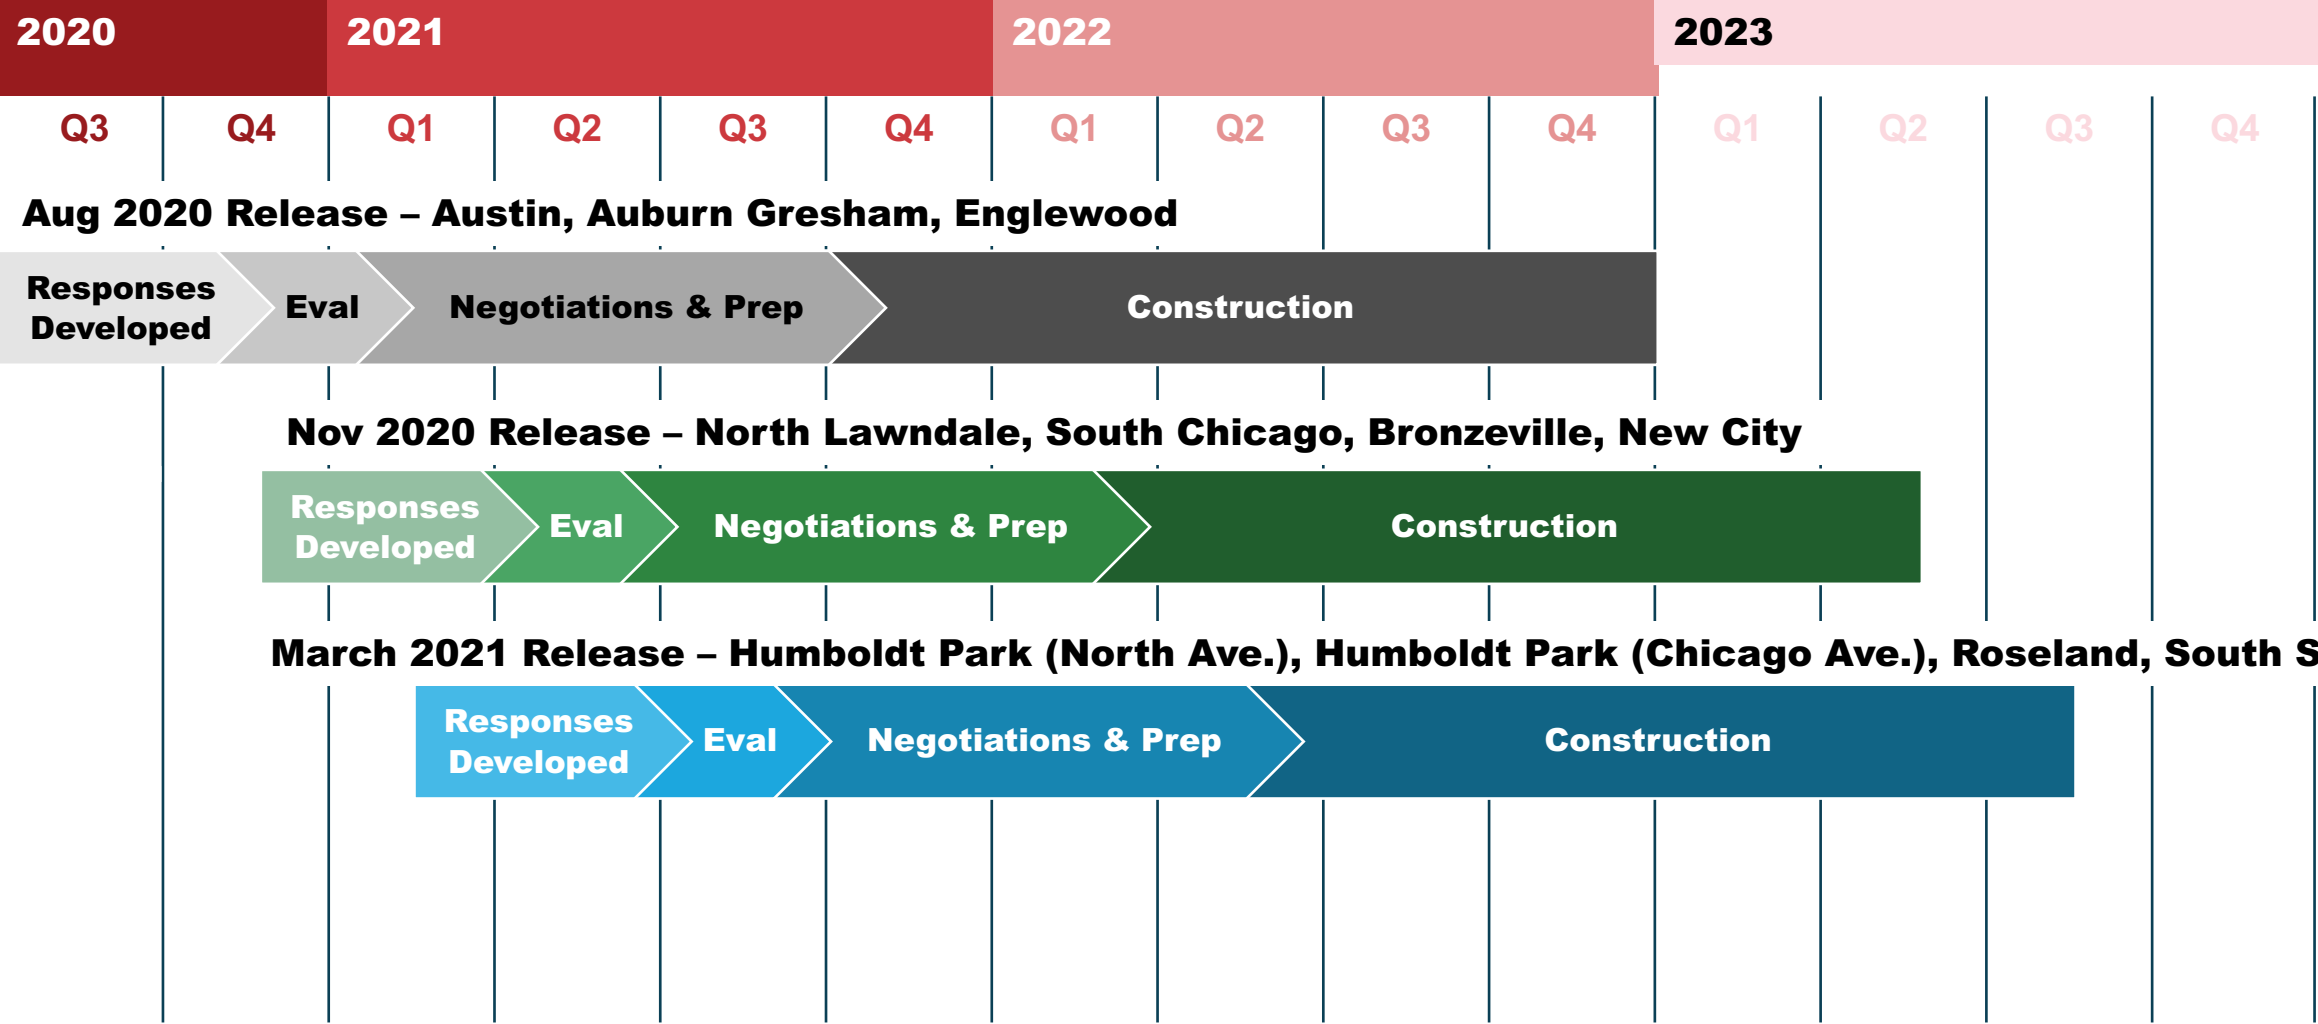 2020 2021 2022 2023
Q3 Q4 Q1 Q2 Q3 Q4 Q1 Q2 Q3 Q4 Q1 Q2 Q3 Q4
Aug 2020 Release – Austin, Auburn Gresham, Englewood
Responses
Developed
Eval
Negotiations & Prep
Construction
Nov 2020 Release – North Lawndale, South Chicago, Bronzeville, New City
Responses
Developed
Eval
Negotiations & Prep
Construction
March 2021 Release – Humboldt Park (North Ave.), Humboldt Park (Chicago Ave.), Roseland, South
Responses
Developed
Eval
Negotiations & Prep
Construction